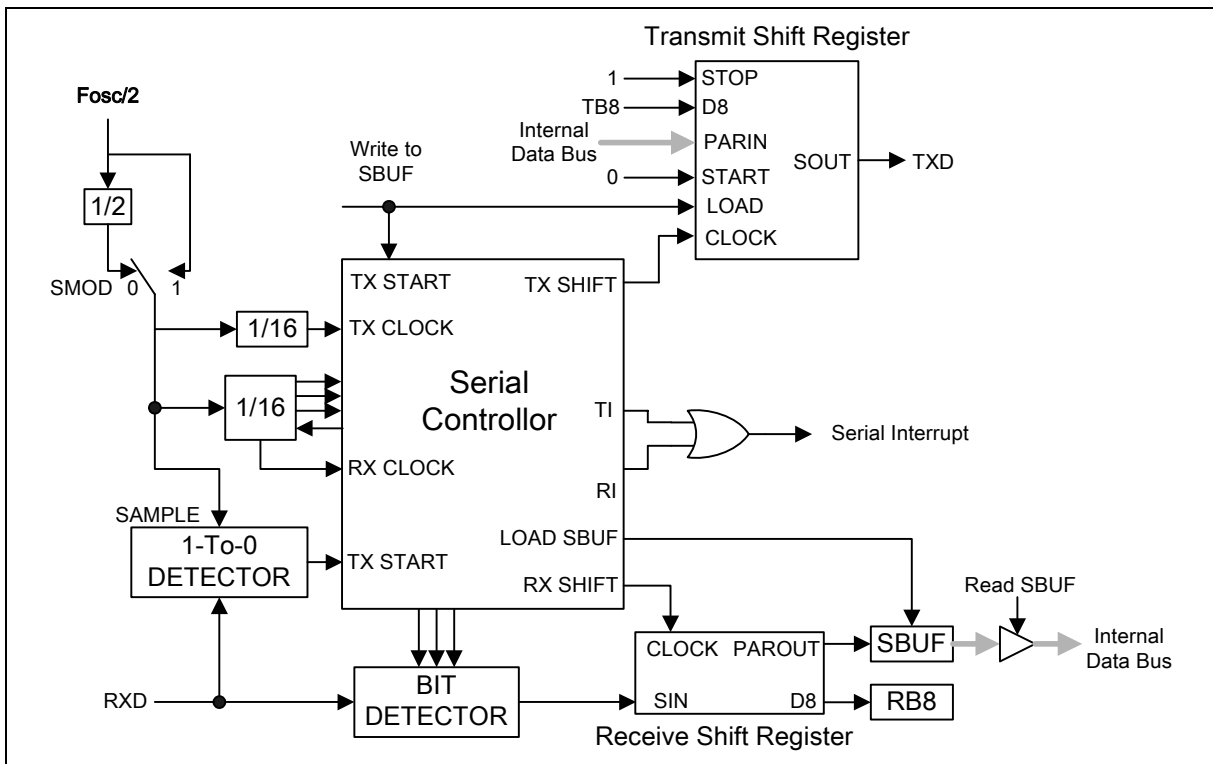 Transmit Shift Register
1
STOP
TB8
D8
Internal
Data Bus
PARIN
SOUT
TXD
0
START
LOAD
CLOCK
Fosc/2
1/2
SMOD 0 1
Write to
SBUF
TX START
TX SHIFT
1/16
TX CLOCK
1/16
Serial
Controllor
TI
Serial Interrupt
RX CLOCK
RI
SAMPLE
1-To-0
DETECTOR
TX START
LOAD SBUF
RX SHIFT
Read SBUF
CLOCK PAROUT
SBUF
Internal
Data Bus
RXD
BIT
DETECTOR
SIN D8
RB8
Receive Shift Register